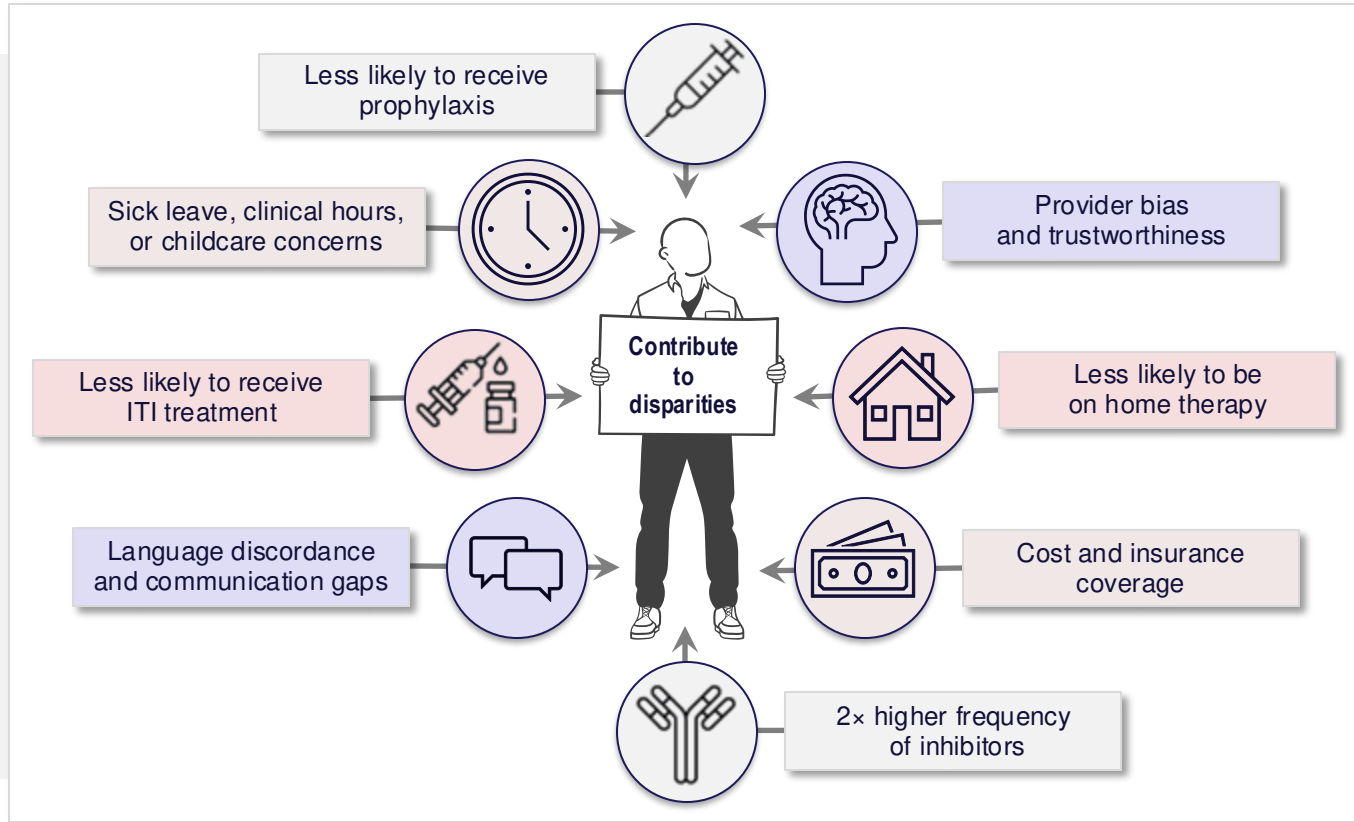 Less likely to receive
prophylaxis
Sick leave, clinical hours,
or childcare concerns
Provider bias
and trustworthiness
Contribute
to
disparities
Less likely to receive
ITI treatment
Less likely to be
on home therapy
Language discordance
and communication gaps
Cost and insurance
coverage
2× higher frequency
of inhibitors